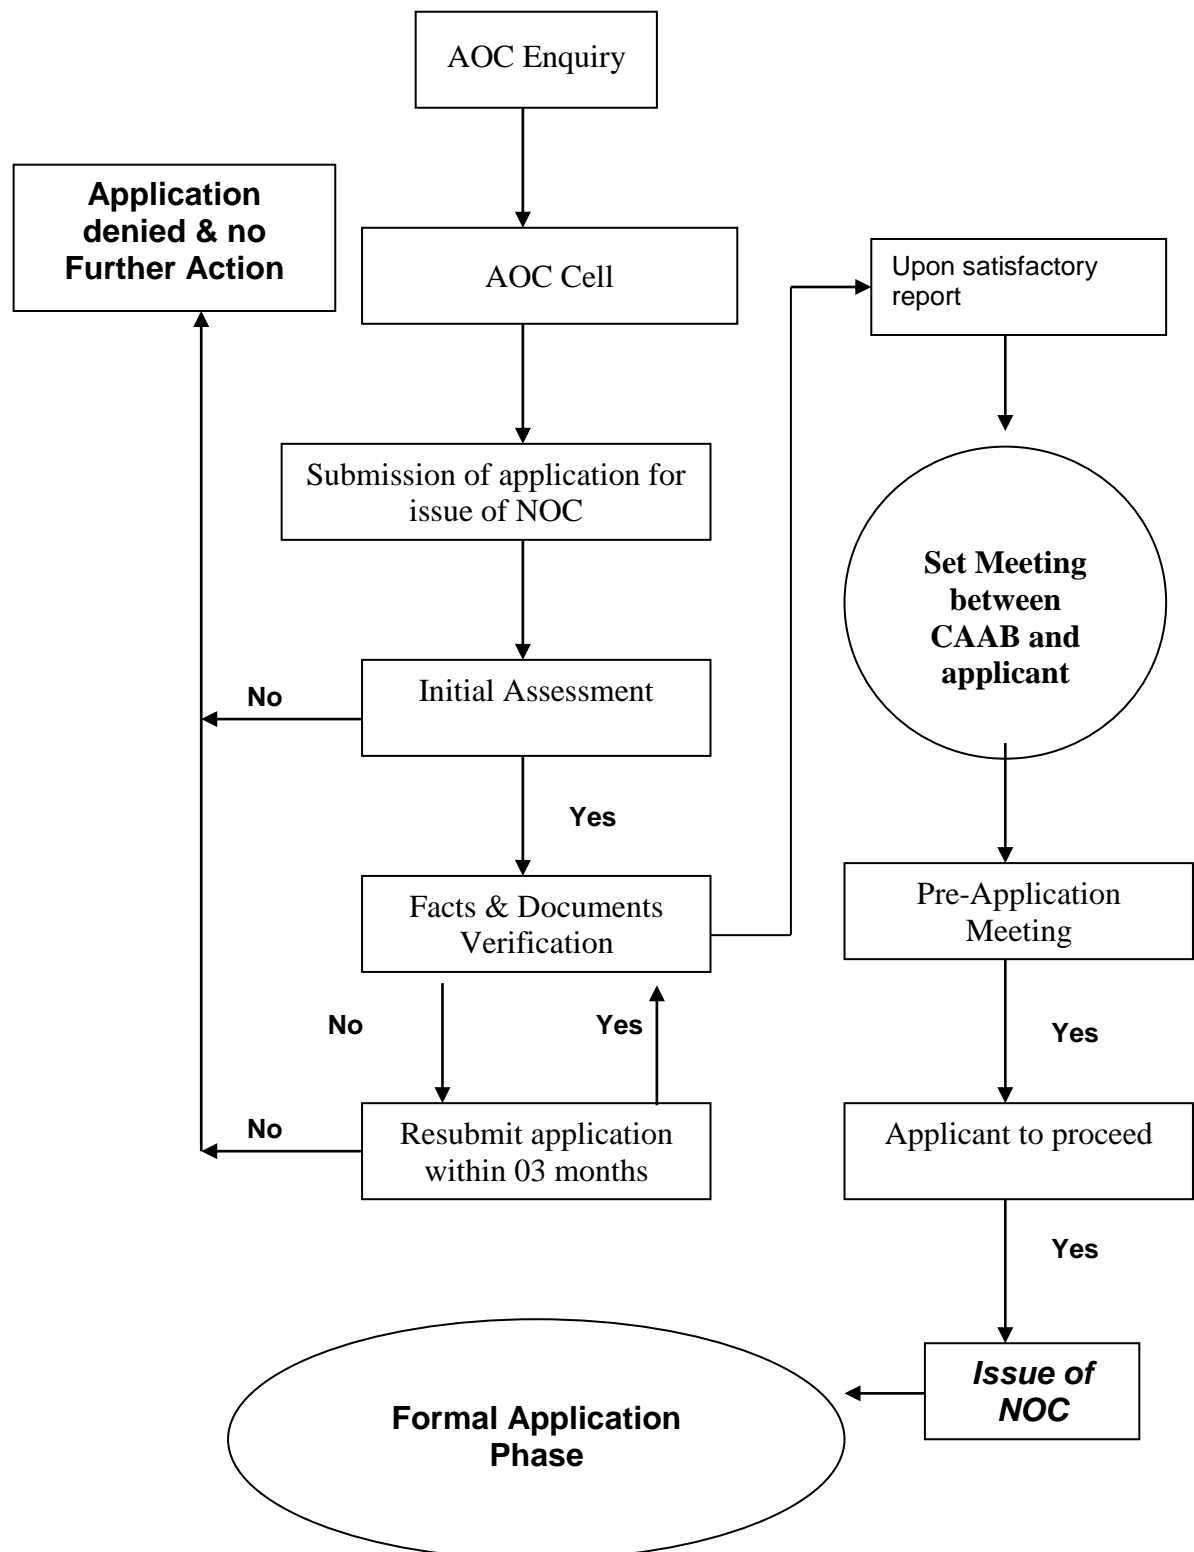 AOC Enquiry
Application
denied & no
Further Action
AOC Cell
Upon satisfactory
report
Submission of application for
issue of NOC
Set Meeting
between
CAAB and
applicant
Initial Assessment
No
Yes
Facts & Documents
Verification
Pre-Application
Meeting
No
Yes
Yes
Resubmit application
within 03 months
No
Applicant to proceed
Yes
Issue of
NOC
Formal Application
Phase